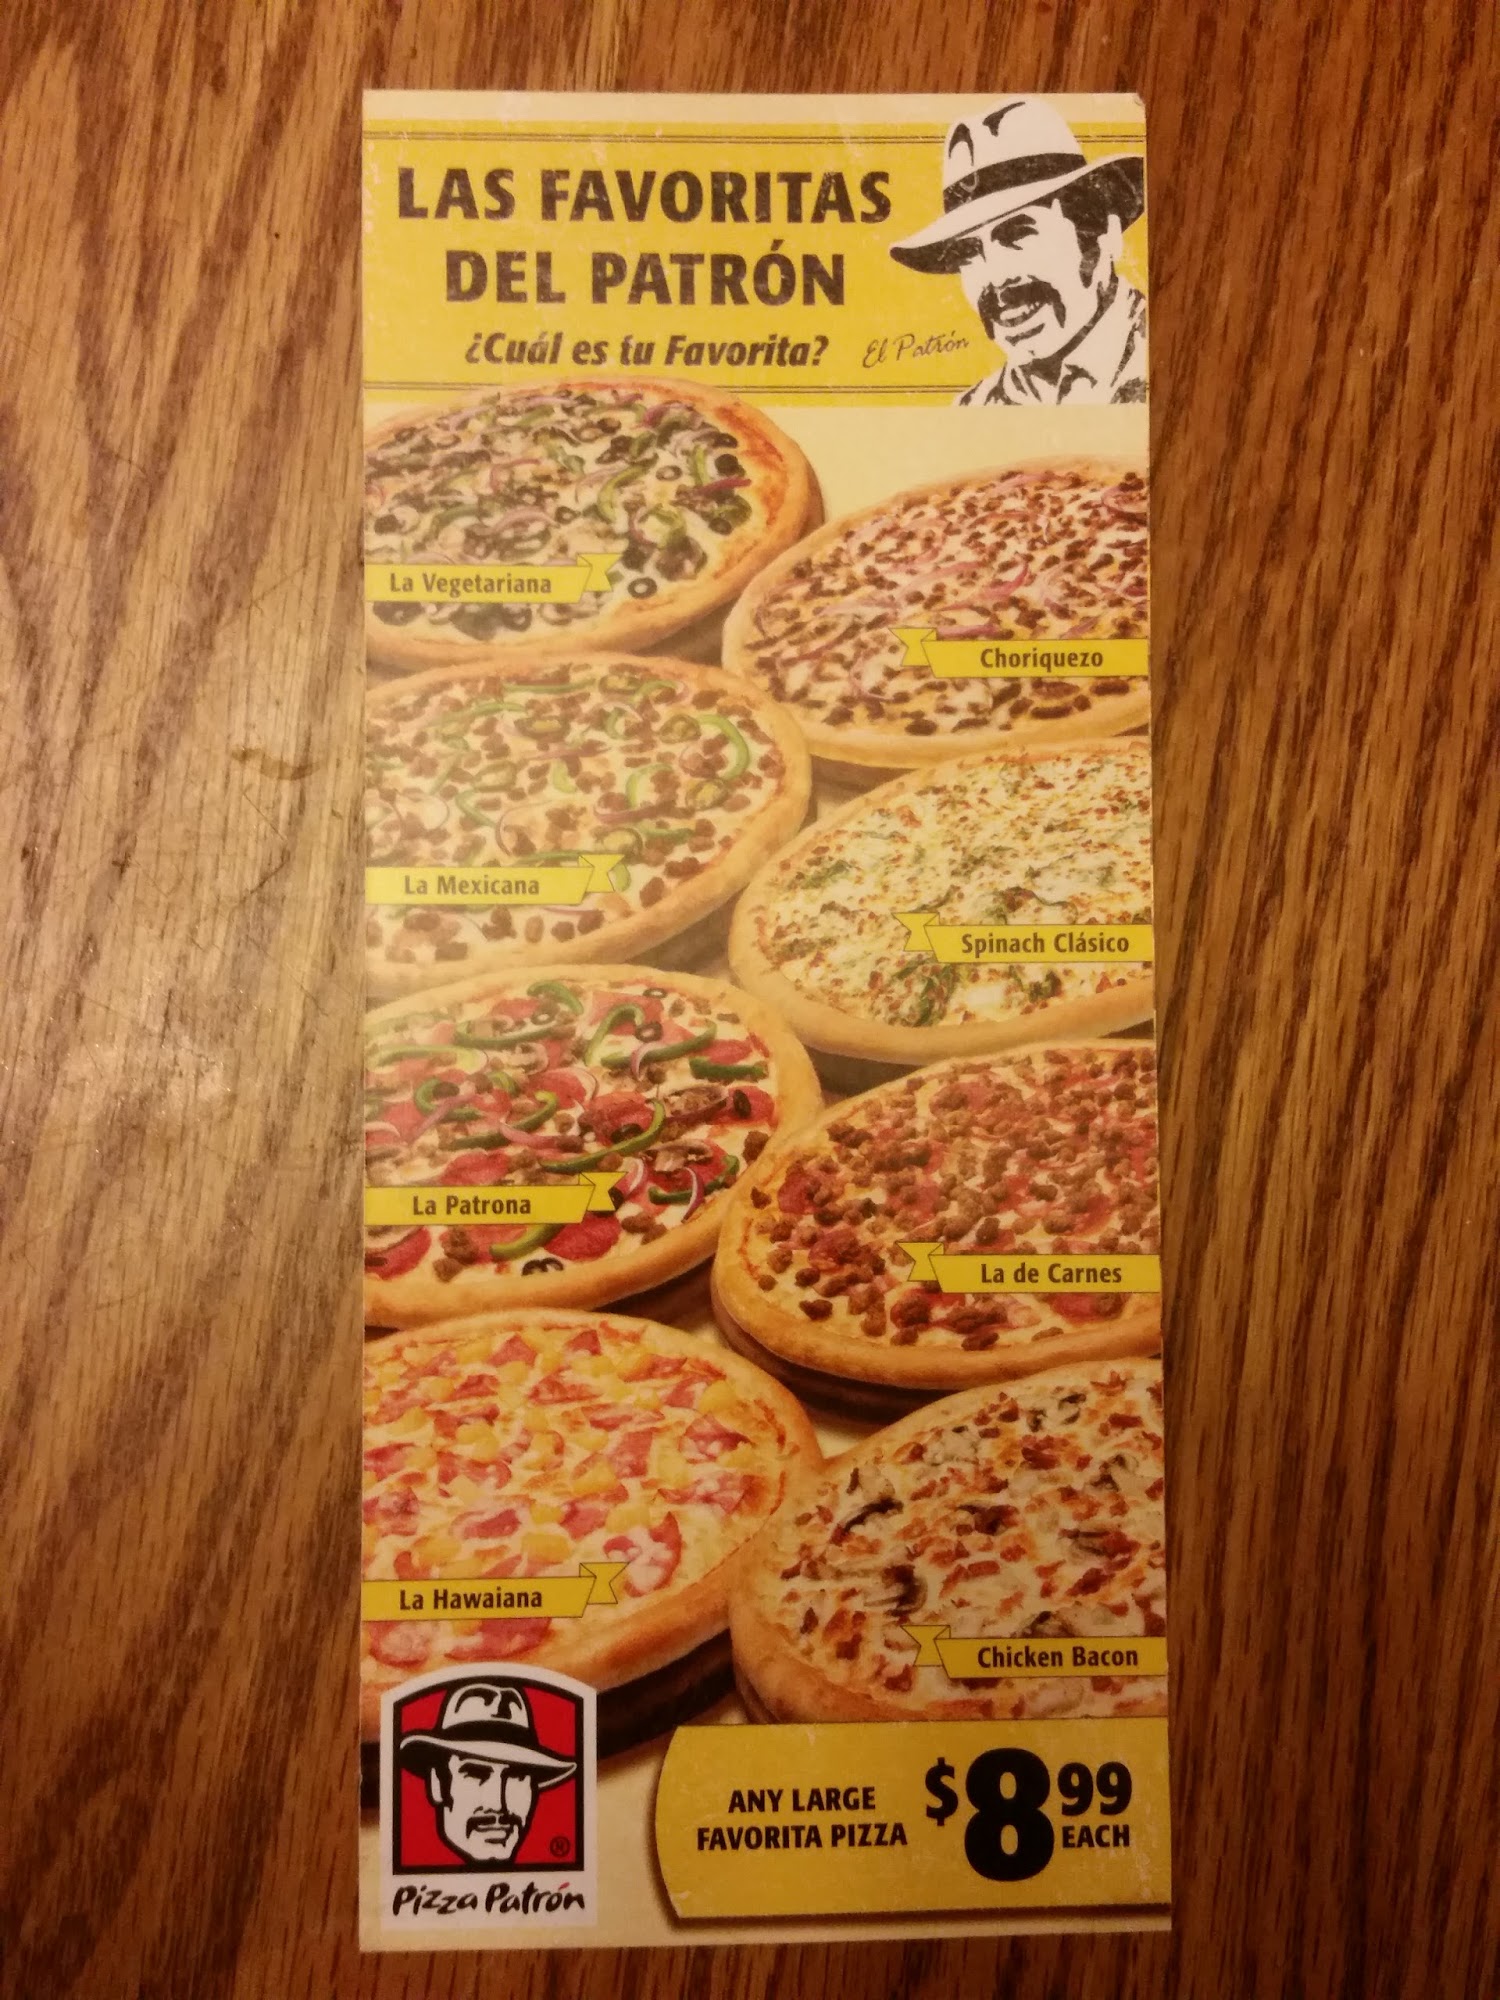 LAS FAVORITAS
DEL PATRÓN
¿Cuál es tu Favorita?
El Patrón
La Vegetariana
Choriquezo
La Mexicana
Spinach Clásico
La Patrona
La de Carnes
La Hawaiana
Chicken Bacon
ANY LARGE
FAVORITA PIZZA
$8.99
EACH
®
Pizza Patrón